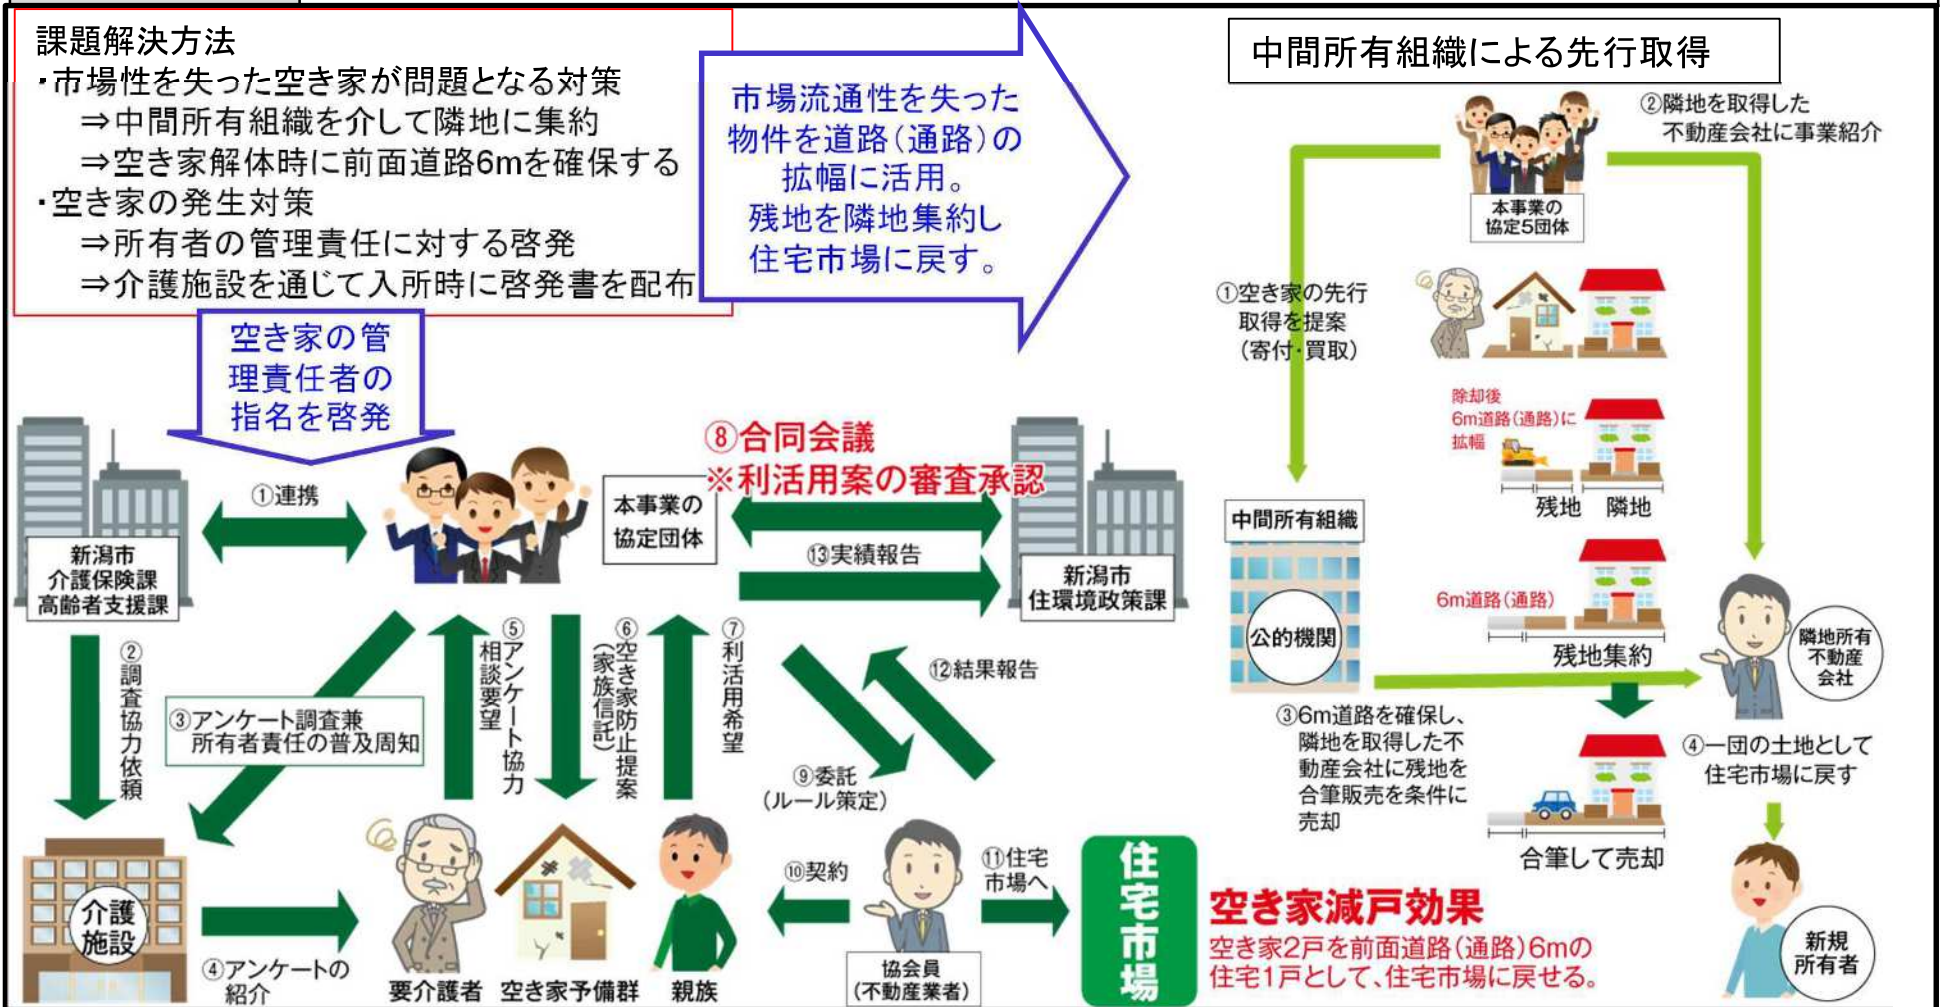 課題解決方法
・市場性を失った空き家が問題となる対策
⇒中間所有組織を介して隣地に集約
⇒空き家解体時に前面道路6mを確保する
・空き家の発生対策
⇒所有者の管理責任に対する啓発
⇒介護施設を通じて入所時に啓発書を配布
市場流通性を失った
物件を道路(通路)の
拡幅に活用。
残地を隣地集約し
住宅市場に戻す。
空き家の管
理責任者の
指名を啓発
新潟市
介護保険課
高齢者支援課
①連携
本事業の
協定団体
⑧合同会議
※利活用案の審査承認
⑬実績報告
新潟市
住環境政策課
②調査協力依頼
③アンケート調査兼
所有者責任の普及周知
⑤アンケート協力
相談要望
⑥空き家防止提案
(家族信託)
⑦利活用希望
⑨委託
(ルール策定)
⑫結果報告
介護
施設
④アンケートの
紹介
要介護者
空き家予備群
親族
⑩契約
協会員
(不動産業者)
⑪住宅
市場へ
住宅市場
中間所有組織による先行取得
本事業の
協定5団体
②隣地を取得した
不動産会社に事業紹介
①空き家の先行
取得を提案
(寄付・買取)
除却後
6m道路(通路)に
拡幅
残地
隣地
中間所有組織
公的機関
6m道路(通路)
残地集約
隣地所有
不動産
会社
③6m道路を確保し、
隣地を取得した不
動産会社に残地を
合筆販売を条件に
売却
④一団の土地として
住宅市場に戻す
合筆して売却
空き家減戸効果
空き家2戸を前面道路(通路)6mの
住宅1戸として、住宅市場に戻せる。
新規
所有者